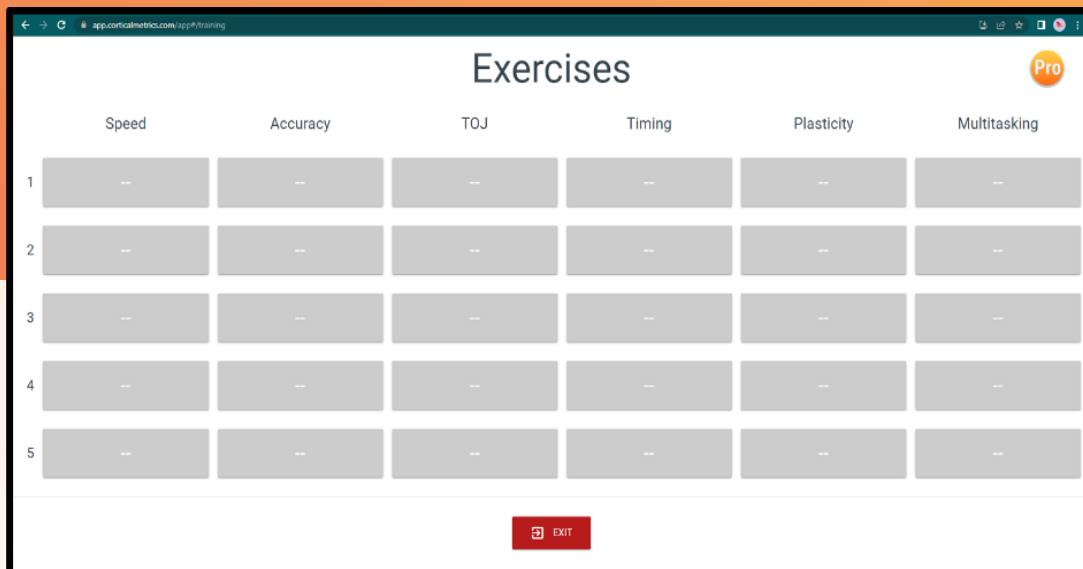 app.corticalmetrics.com/app#/training
Exercises
Pro
Speed Accuracy TOJ Timing Plasticity Multitasking
1 -- -- -- -- -- --
2 -- -- -- -- -- --
3 -- -- -- -- -- --
4 -- -- -- -- -- --
5 -- -- -- -- -- --
EXIT